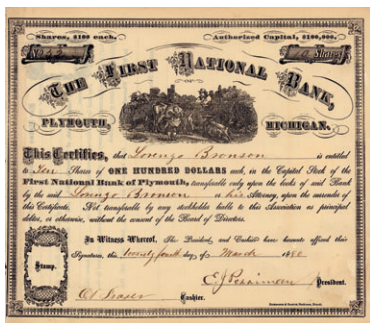 Shares, $100 each. Authorized Capital, $100,000.
No. Shares
The First National Bank,
PLYMOUTH, MICHIGAN.
This Certifies, that Lorenzo Bronson is entitled
to Ten Shares of ONE HUNDRED DOLLARS each, in the Capital Stock of the
First National Bank of Plymouth, transferable only upon the books of said Bank
by the said Lorenzo Bronson or his Attorney, upon the surrender of
this Certificate. Not transferable by any stockholder liable to this Association as principal
debtor, or otherwise, without the consent of the Board of Directors.
In Witness Whereof, The President, and Cashier have hereunto affixed their
Signatures, this twenty fourth day of March 1880
Stamp.
President.
Cashier.